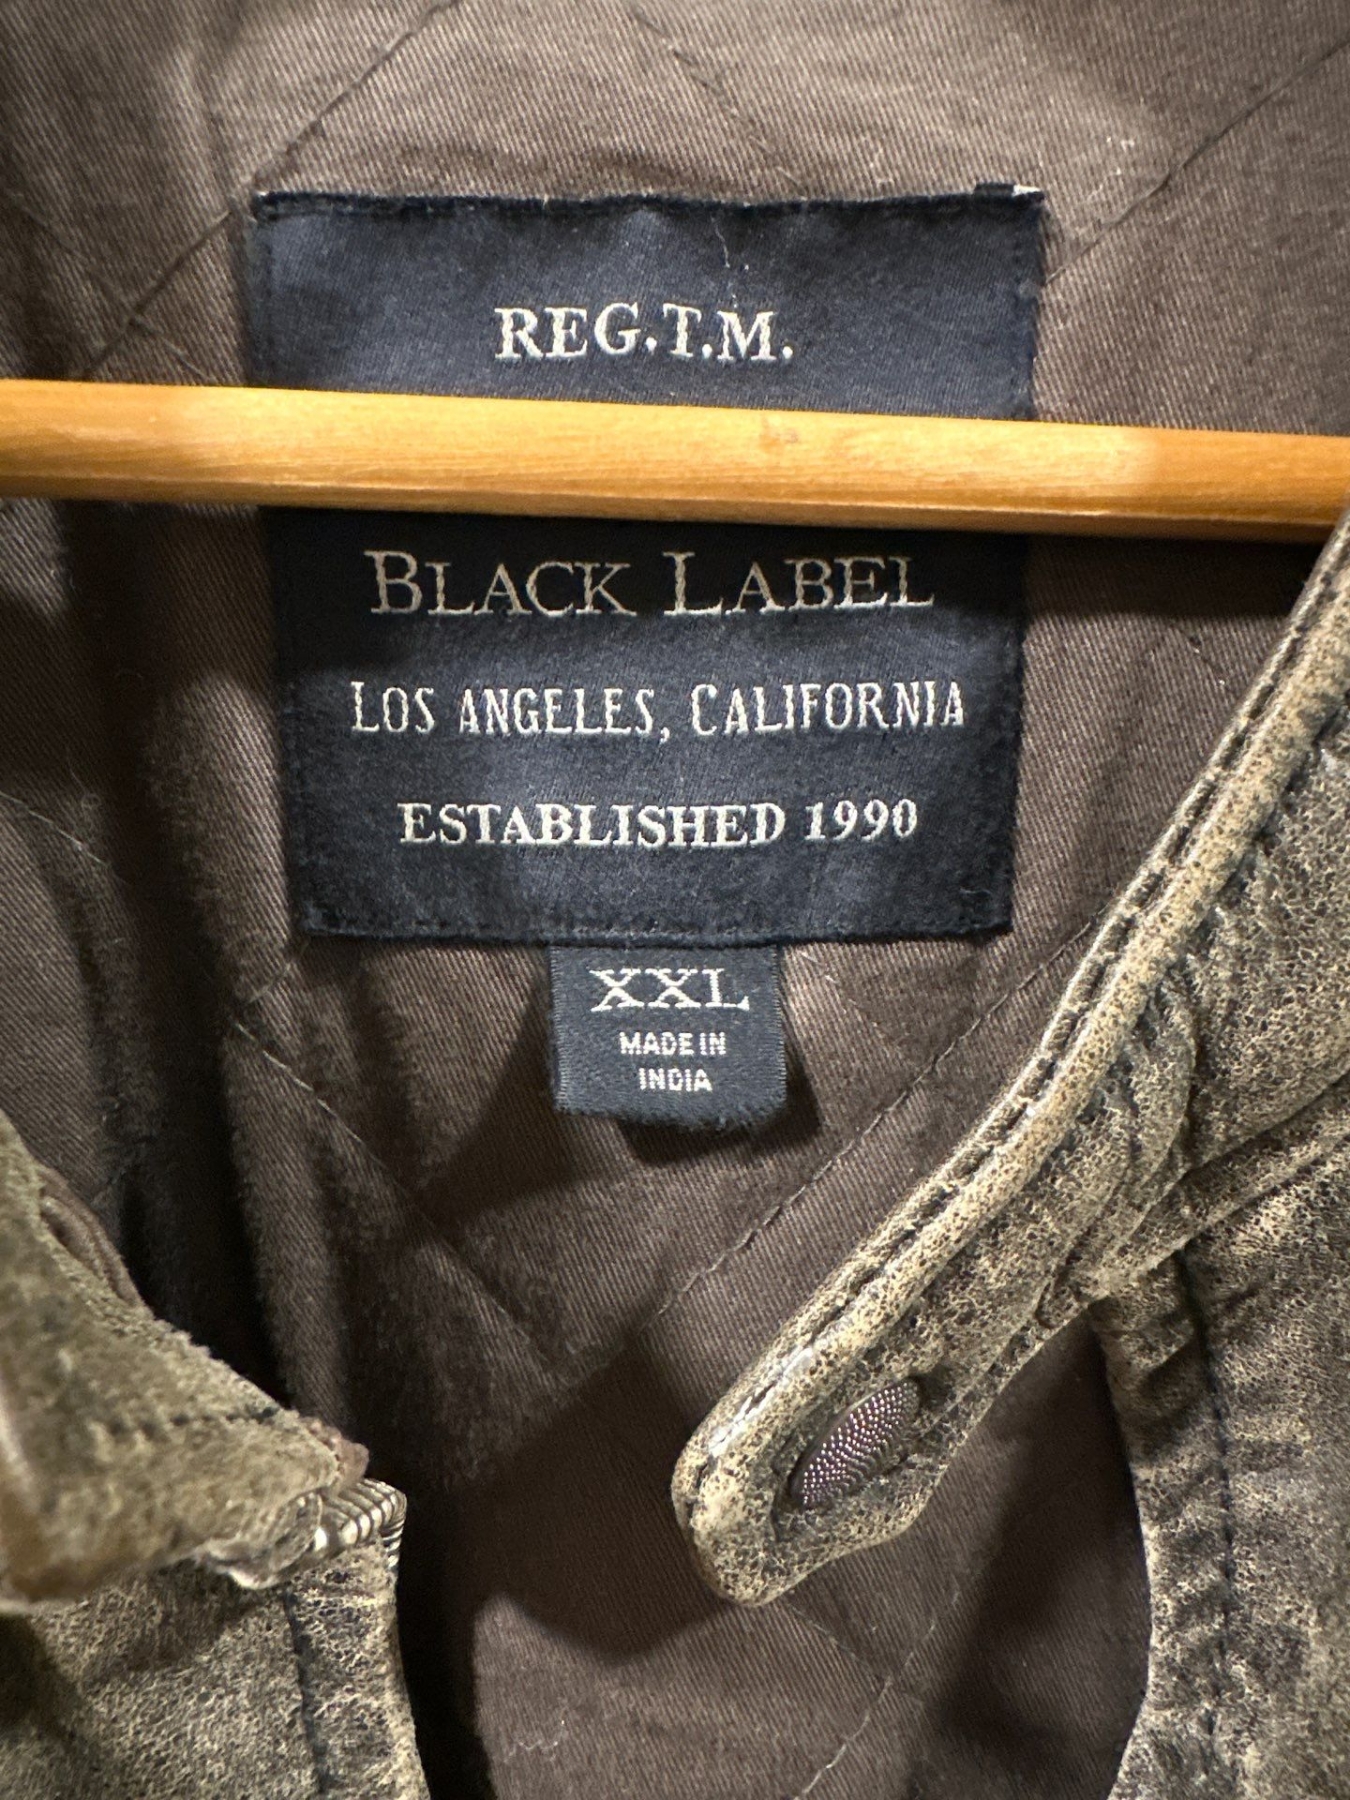 REG.T.M.
BLACK LABEL
LOS ANGELES, CALIFORNIA
ESTABLISHED 1990
XXL
MADE IN
INDIA